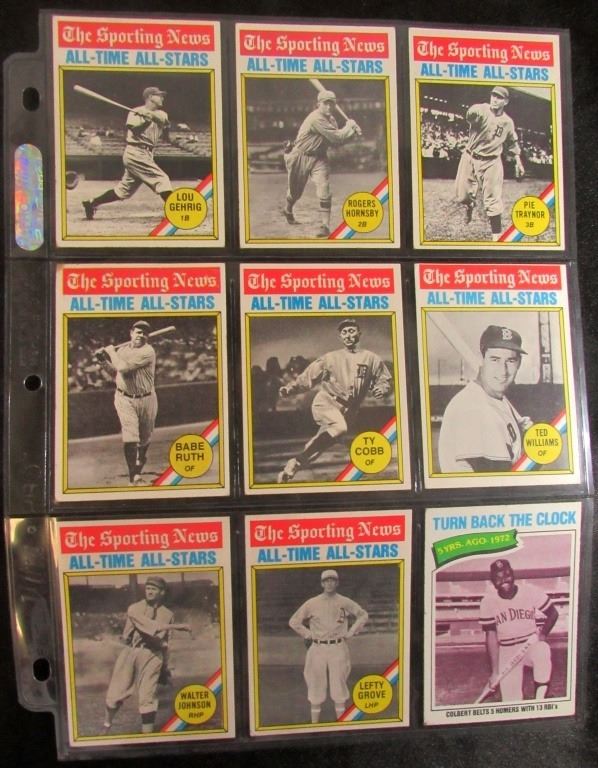 The Sporting News
ALL-TIME ALL-STARS
LOU
GEHRIG
1B
The Sporting News
ALL-TIME ALL-STARS
ROGERS
HORNSBY
2B
The Sporting News
ALL-TIME ALL-STARS
PIE
TRAYNOR
3B
The Sporting News
ALL-TIME ALL-STARS
BABE
RUTH
OF
The Sporting News
ALL-TIME ALL-STARS
TY
COBB
OF
The Sporting News
ALL-TIME ALL-STARS
TED
WILLIAMS
OF
The Sporting News
ALL-TIME ALL-STARS
WALTER
JOHNSON
RHP
The Sporting News
ALL-TIME ALL-STARS
LEFTY
GROVE
LHP
TURN BACK THE CLOCK
5 YRS. AGO-1972
SAN DIEGO
COLBERT BELTS 5 HOMERS WITH 13 RBI's